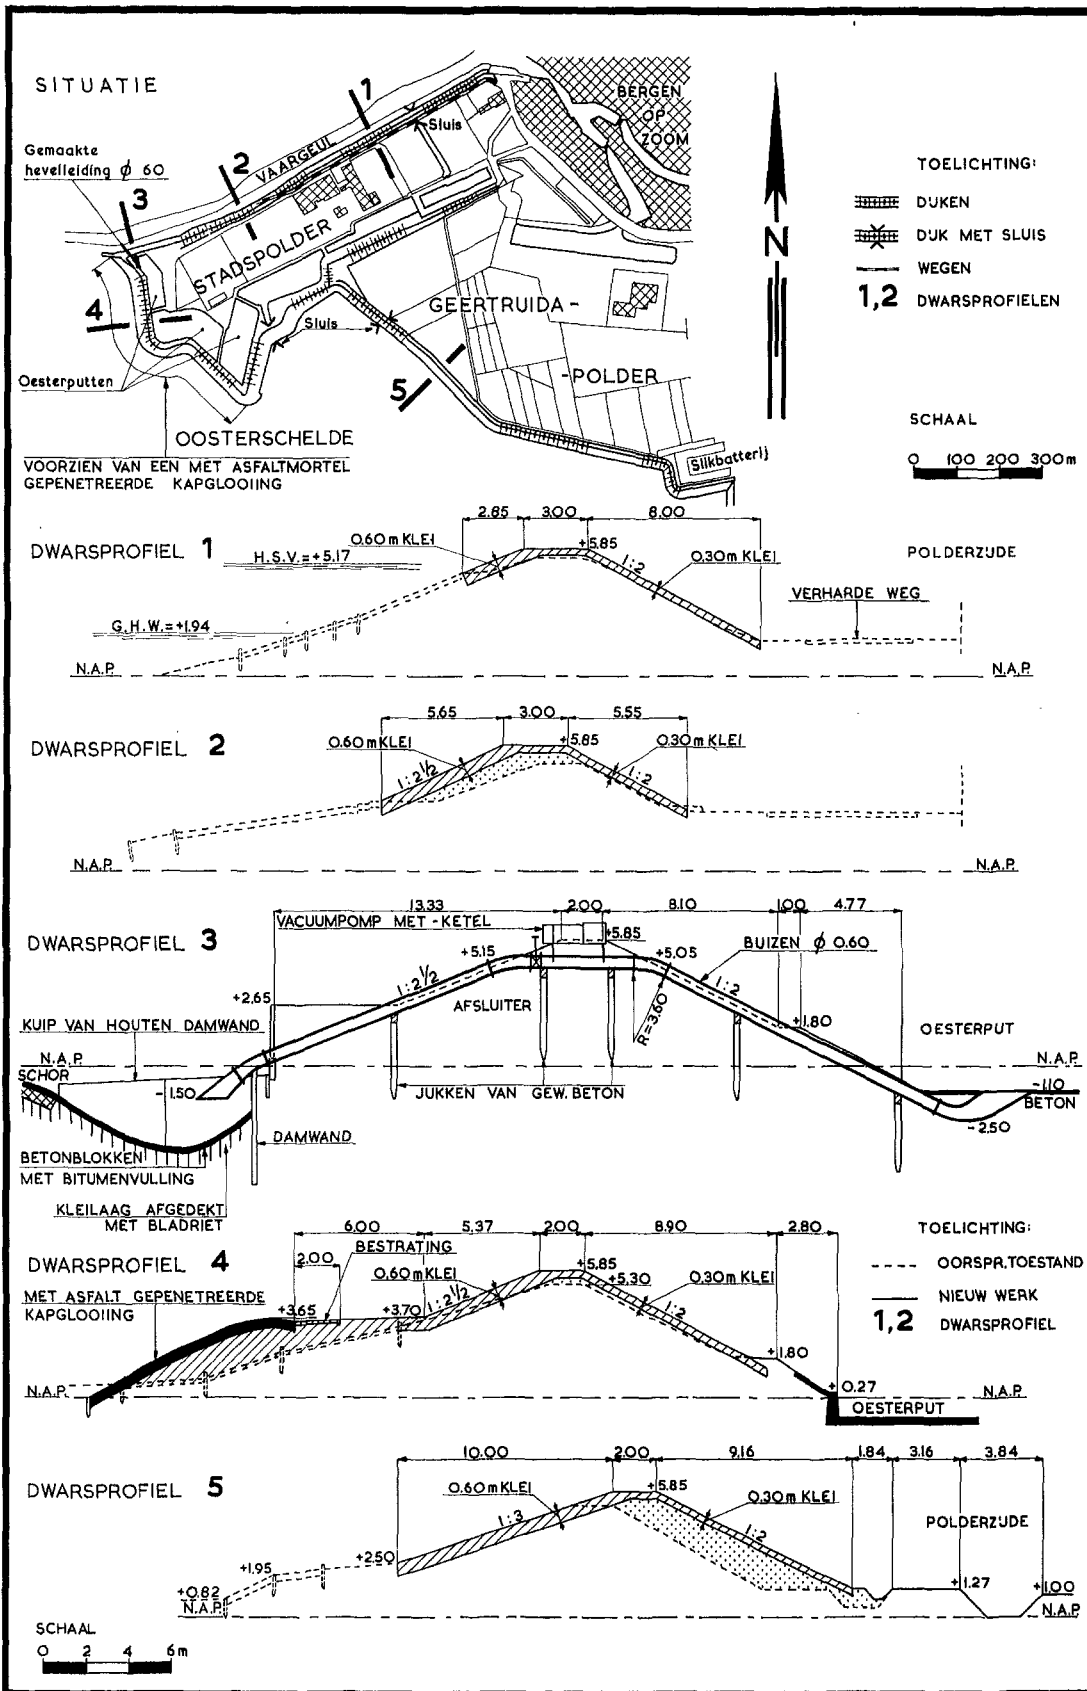 SITUATIE
Gemaakte
hevelleiding ϕ 60
1
2
3
4
5
VAARGEUL
Sluis
BERGEN
OP
ZOOM
STADSPOLDER
GEERTRUIDA -
-POLDER
Sluis
Oesterputten
OOSTERSCHELDE
VOORZIEN VAN EEN MET ASFALTMORTEL
GEPENETREERDE KAPGLOOIING
Slikbatterij
N
TOELICHTING:
DIJKEN
DIJK MET SLUIS
WEGEN
1,2 DWARSPROFIELEN
SCHAAL
0 100 200 300m
DWARSPROFIEL 1
2.85 3.00 8.00
0.60m KLEI
+5.85
H.S.V.=+5.17
1:2
0.30m KLEI
POLDERZIJDE
VERHARDE WEG
G.H.W.=+1.94
N.A.P. N.A.P.
DWARSPROFIEL 2
5.65 3.00 5.55
0.60m KLEI
+5.85
0.30m KLEI
1:2½
1:2
N.A.P. N.A.P.
DWARSPROFIEL 3
13.33 2.00 8.10 1.00 4.77
VACUUMPOMP MET-KETEL
+5.85
+5.15
+5.05
BUIZEN ϕ 0.60
1:2½
1:2
+2.65
AFSLUITER
R=3.60
+1.80
KUIP VAN HOUTEN DAMWAND
OESTERPUT
N.A.P. N.A.P.
SCHOR
-1.50
JUKKEN VAN GEW. BETON
-1.10
BETON
-2.50
DAMWAND
BETONBLOKKEN
MET BITUMENVULLING
KLEILAAG AFGEDEKT
MET BLADRIET
DWARSPROFIEL 4
6.00 5.37 2.00 8.90 2.80
2.00
BESTRATING
0.60m KLEI
+5.85
+5.30
0.30m KLEI
MET ASFALT GEPENETREERDE
KAPGLOOIING
+3.65
+3.70
1:2½
1:2
+1.80
+0.27
N.A.P. N.A.P.
OESTERPUT
TOELICHTING:
OORSPR.TOESTAND
NIEUW WERK
1,2 DWARSPROFIEL
DWARSPROFIEL 5
10.00 2.00 9.16 1.84 3.16 3.84
0.60m KLEI
+5.85
0.30m KLEI
1:3
1:2
POLDERZIJDE
+2.50
+1.95
+0.82
+1.27
+1.00
N.A.P. N.A.P.
SCHAAL
0 2 4 6m